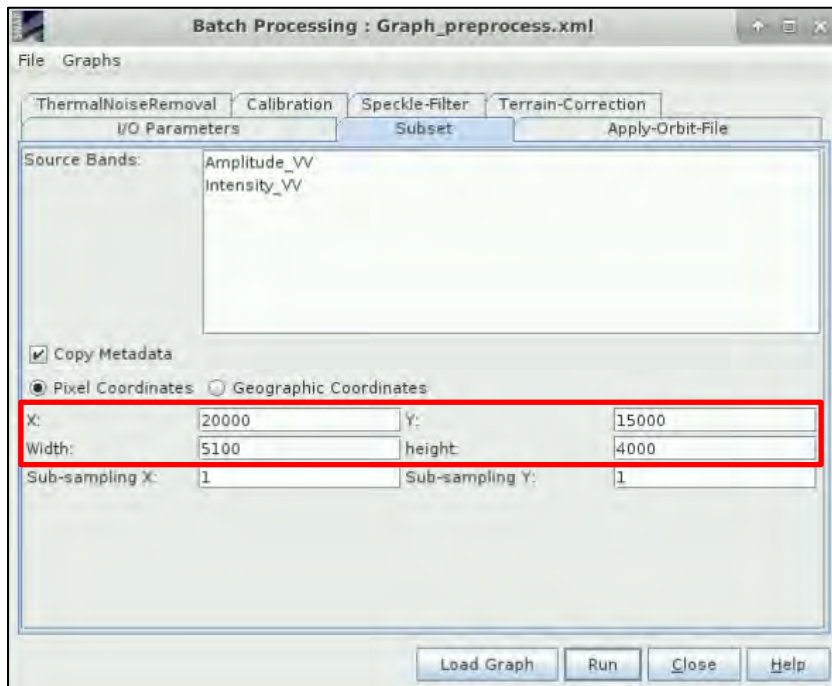 Batch Processing : Graph_preprocess.xml
File Graphs
ThermalNoiseRemoval Calibration Speckle-Filter Terrain-Correction
I/O Parameters Subset Apply-Orbit-File
Source Bands: Amplitude_VV
Intensity_VV
Copy Metadata
Pixel Coordinates Geographic Coordinates
X: 20000 Y: 15000
Width: 5100 height: 4000
Sub-sampling X: 1 Sub-sampling Y: 1
Load Graph Run Close Help